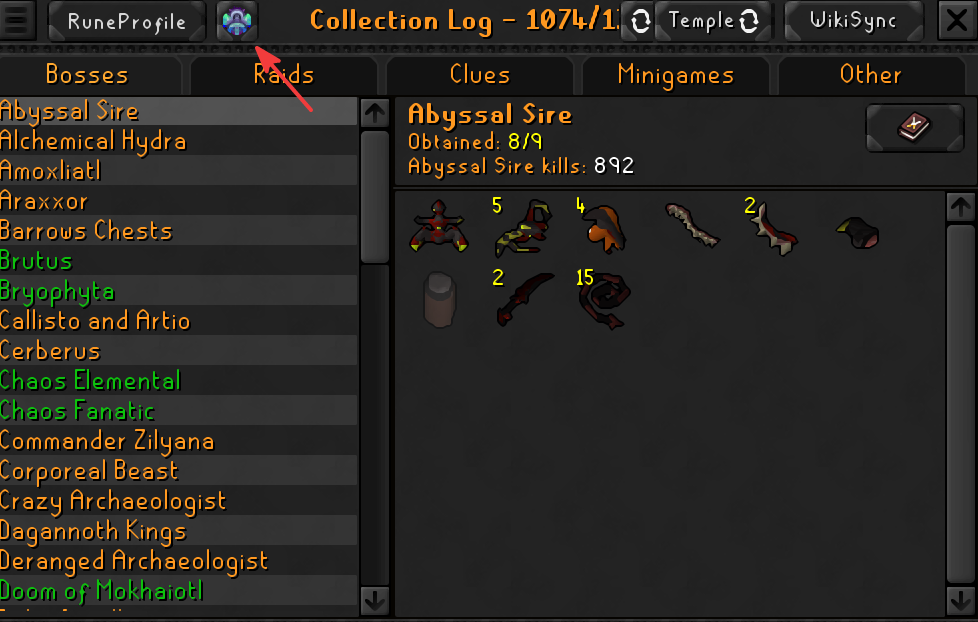 RuneProfile
Collection Log - 1074/1
Temple
WikiSync
Bosses
Raids
Clues
Minigames
Other
Abyssal Sire
Alchemical Hydra
Amoxliatl
Araxxor
Barrows Chests
Brutus
Bryophyta
Callisto and Artio
Cerberus
Chaos Elemental
Chaos Fanatic
Commander Zilyana
Corporeal Beast
Crazy Archaeologist
Dagannoth Kings
Deranged Archaeologist
Doom of Mokhaiotl
Abyssal Sire
Obtained: 8/9
Abyssal Sire kills: 892
5
4
2
2
15